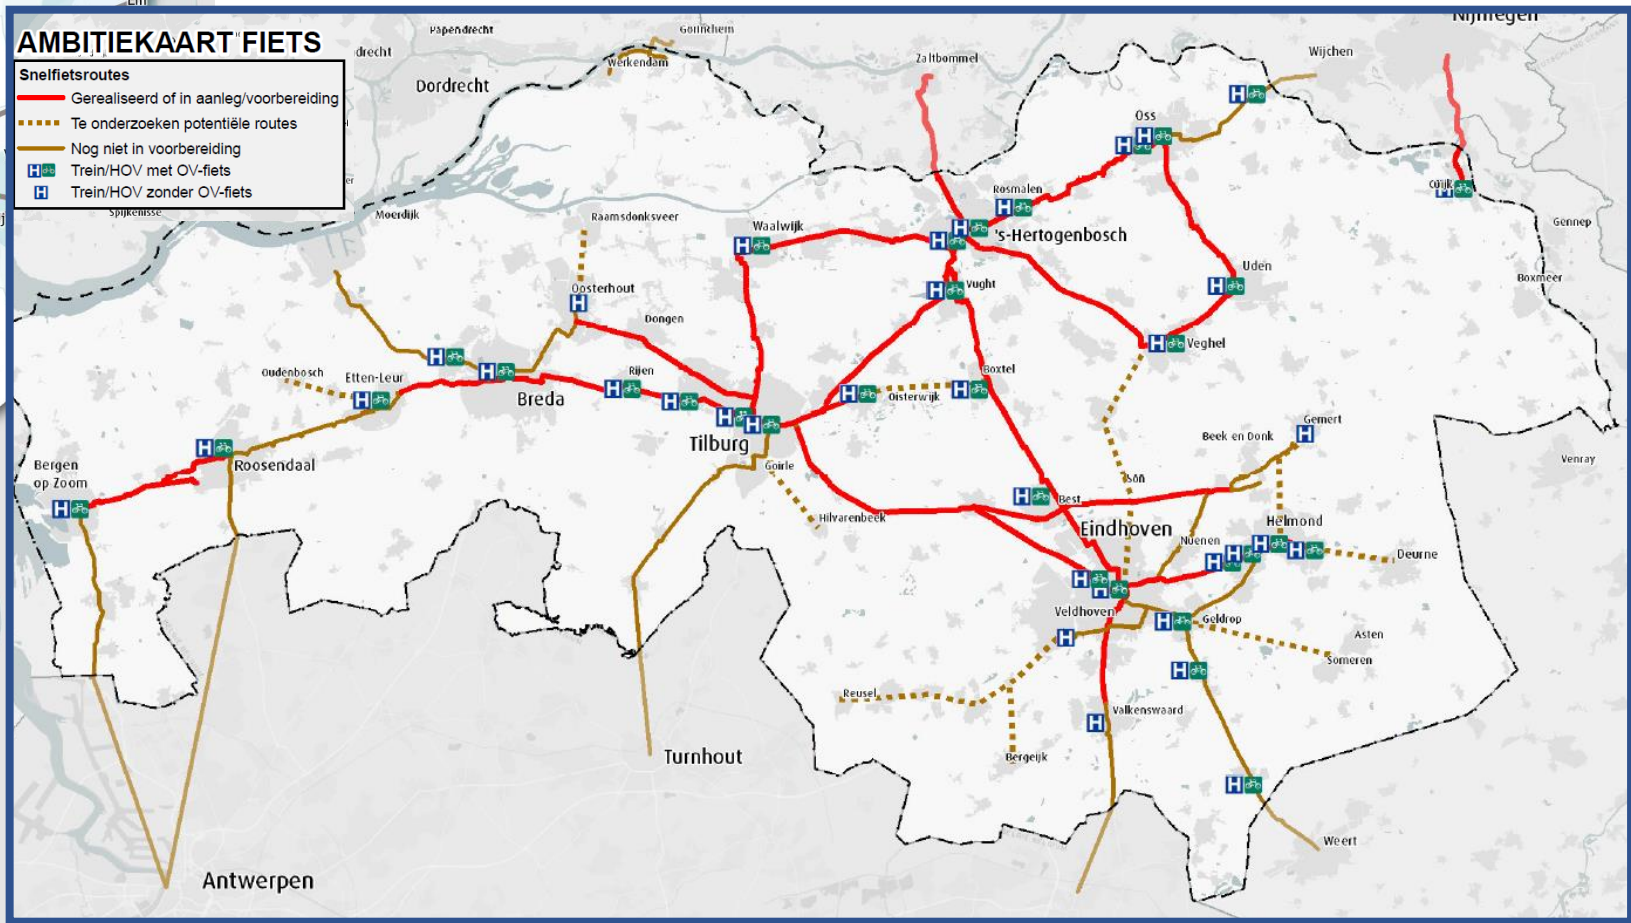 AMBITIEKAART FIETS
Snelfietsroutes
Gerealiseerd of in aanleg/voorbereiding
Te onderzoeken potentiële routes
Nog niet in voorbereiding
Trein/HOV met OV-fiets
Trein/HOV zonder OV-fiets
Papendrecht
Gorinchem
Nijmegen
drecht
Werkendam
Zaltbommel
Wijchen
Dordrecht
Oss
Rosmalen
Cuijk
Spijkenisse
Moerdijk
Raamsdonksveer
Waalwijk
's-Hertogenbosch
Gennep
Uden
Boxmeer
Vught
Oosterhout
Dongen
Veghel
Oudenbosch
Etten-Leur
Rijen
Boxtel
Breda
Oisterwijk
Tilburg
Gemert
Beek en Donk
Bergen
op Zoom
Roosendaal
Goirle
Venray
Son
Best
Hilvarenbeek
Eindhoven
Helmond
Nuenen
Deurne
Veldhoven
Geldrop
Asten
Someren
Reusel
Valkenswaard
Turnhout
Bergeijk
Weert
Antwerpen